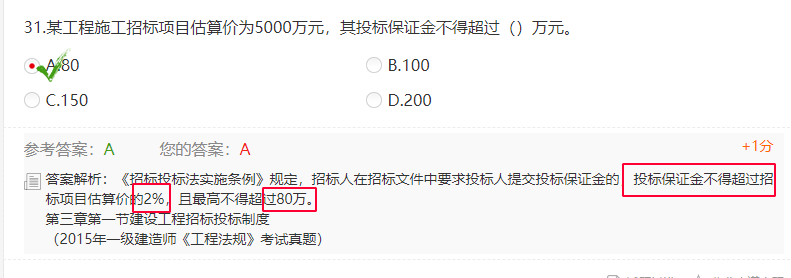 31.某工程施工招标项目估算价为5000万元，其投标保证金不得超过（）万元。
A.80
B.100
C.150
D.200
参考答案：A 您的答案：A +1分
答案解析：《招标投标法实施条例》规定，招标人在招标文件中要求投标人提交投标保证金的 投标保证金不得超过招
标项目估算价的2%，且最高不得超过80万。
第三章第一节建设工程招标投标制度
（2015年一级建造师《工程法规》考试真题）